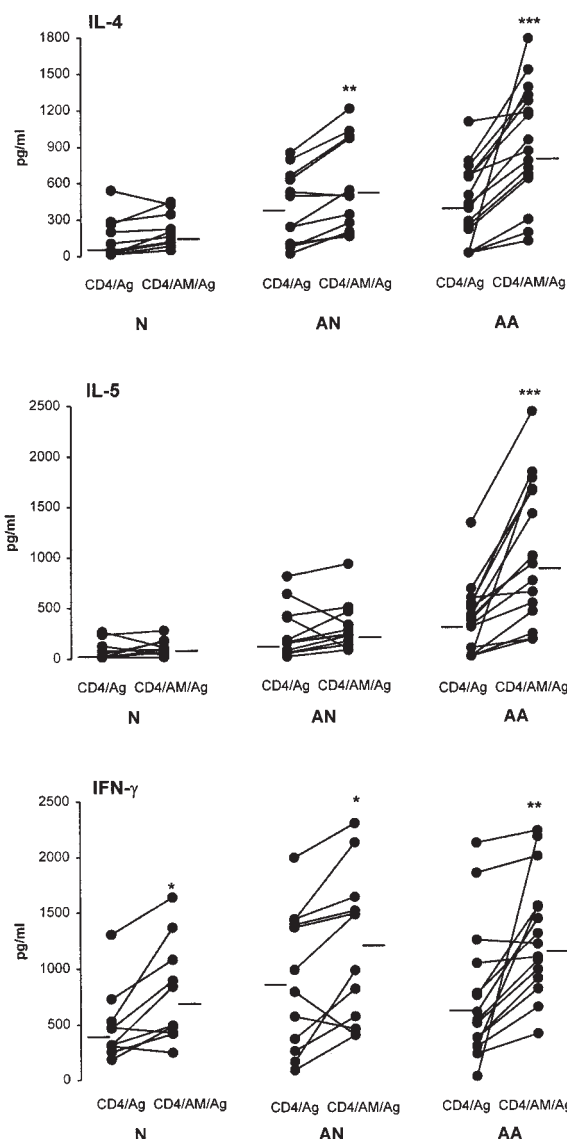 IL-4
***
1800
1500
**
1200
pg/ml
900
600
300
0
CD4/Ag CD4/AM/Ag CD4/Ag CD4/AM/Ag CD4/Ag CD4/AM/Ag
N AN AA
IL-5
***
2500
2000
1500
pg/ml
1000
500
0
CD4/Ag CD4/AM/Ag CD4/Ag CD4/AM/Ag CD4/Ag CD4/AM/Ag
N AN AA
IFN-γ
2500
* **
2000
*
1500
pg/ml
1000
500
0
CD4/Ag CD4/AM/Ag CD4/Ag CD4/AM/Ag CD4/Ag CD4/AM/Ag
N AN AA